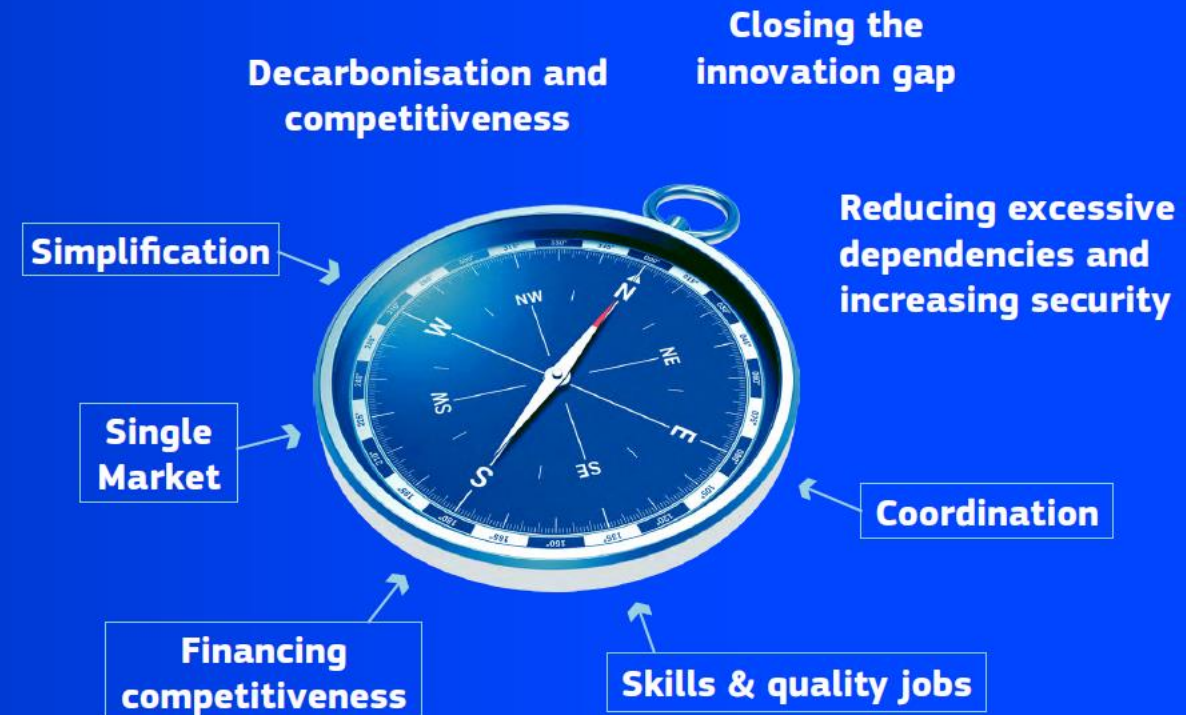 Closing the
innovation gap
Decarbonisation and
competitiveness
Reducing excessive
dependencies and
increasing security
Simplification
Single
Market
Coordination
Financing
competitiveness
Skills & quality jobs
N
NE
E
SE
S
SW
W
NW